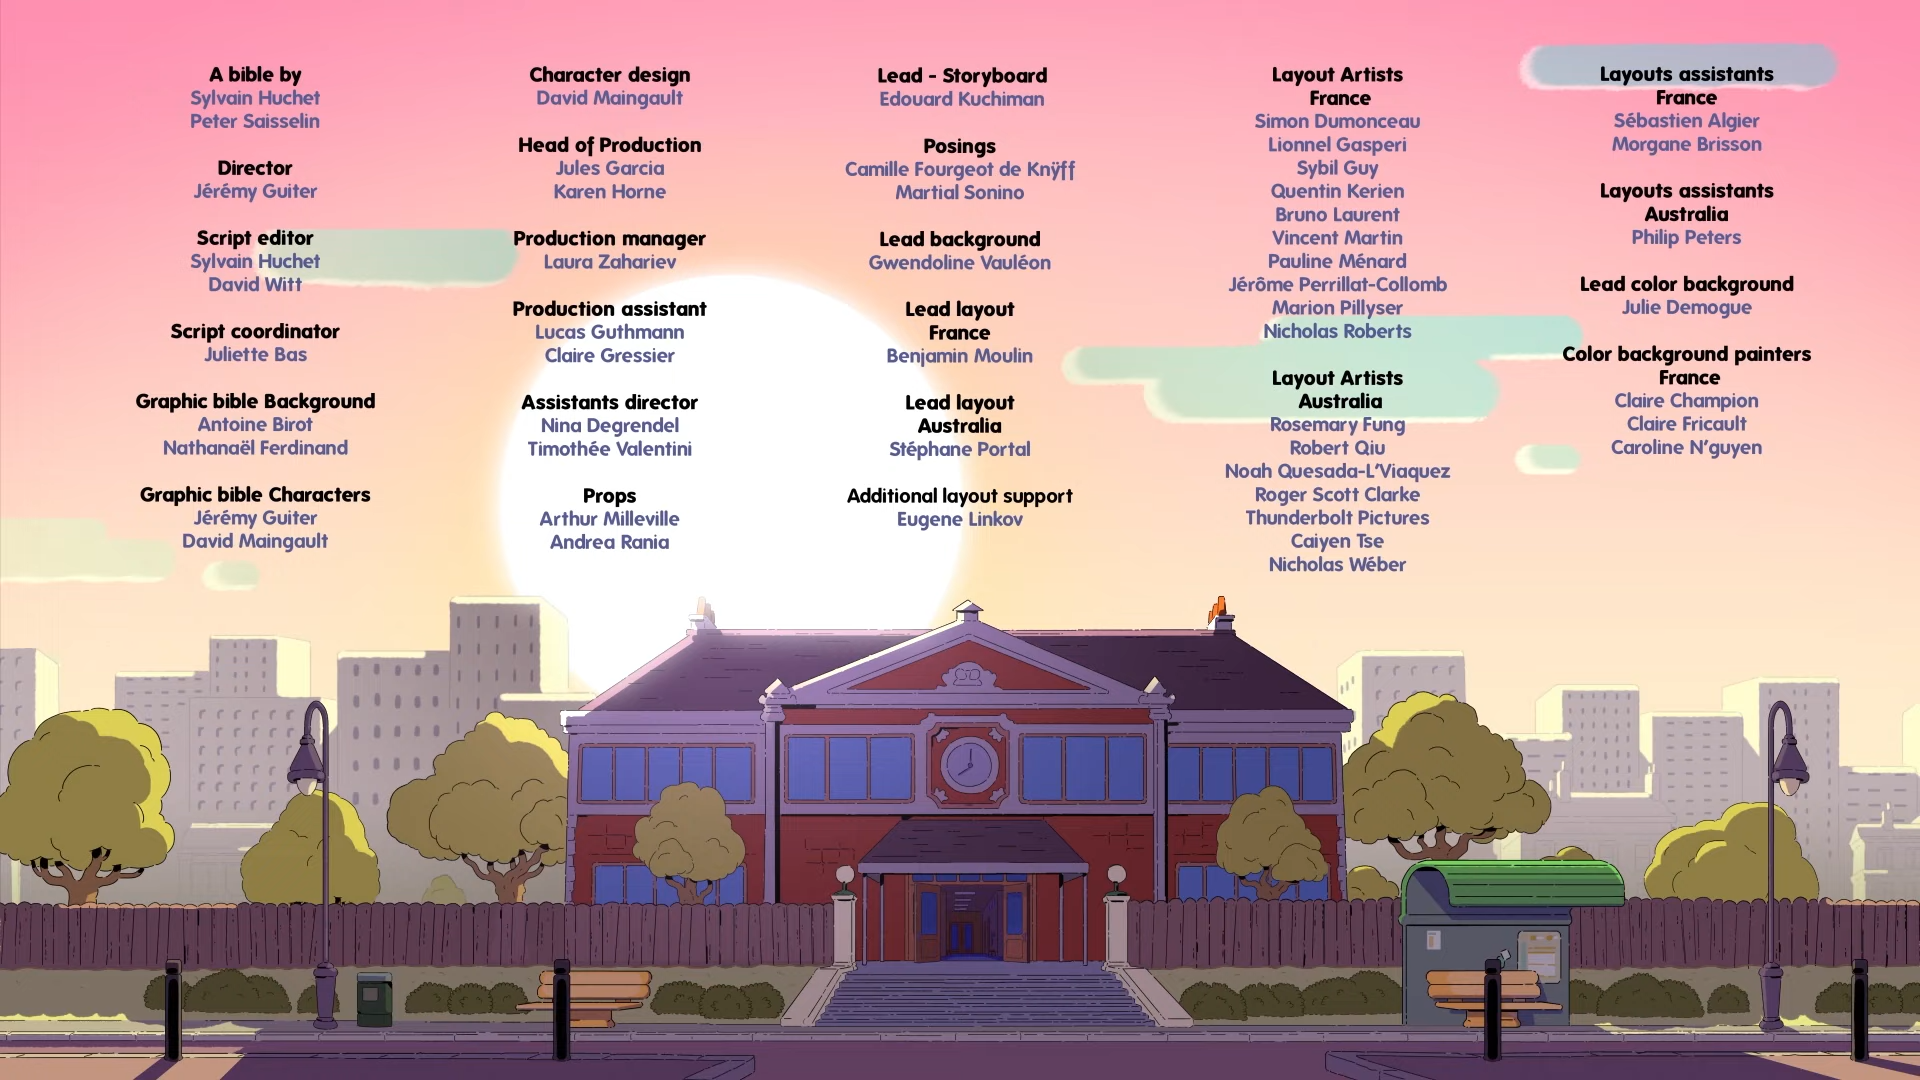 A bible by
Sylvain Huchet
Peter Saisselin
Director
Jérémy Guiter
Script editor
Sylvain Huchet
David Witt
Script coordinator
Juliette Bas
Graphic bible Background
Antoine Birot
Nathanaël Ferdinand
Graphic bible Characters
Jérémy Guiter
David Maingault
Character design
David Maingault
Head of Production
Jules Garcia
Karen Horne
Production manager
Laura Zahariev
Production assistant
Lucas Guthmann
Claire Gressier
Assistants director
Nina Degrendel
Timothée Valentini
Props
Arthur Milleville
Andrea Rania
Lead - Storyboard
Edouard Kuchiman
Posings
Camille Fourgeot de Knÿff
Martial Sonino
Lead background
Gwendoline Vauléon
Lead layout
France
Benjamin Moulin
Lead layout
Australia
Stéphane Portal
Additional layout support
Eugene Linkov
Layout Artists
France
Simon Dumonceau
Lionnel Gasperi
Sybil Guy
Quentin Kerien
Bruno Laurent
Vincent Martin
Pauline Ménard
Jérôme Perrillat-Collomb
Marion Pillyser
Nicholas Roberts
Layout Artists
Australia
Rosemary Fung
Robert Qiu
Noah Quesada-L'Viaquez
Roger Scott Clarke
Thunderbolt Pictures
Caiyen Tse
Nicholas Wéber
Layouts assistants
France
Sébastien Algier
Morgane Brisson
Layouts assistants
Australia
Philip Peters
Lead color background
Julie Demogue
Color background painters
France
Claire Champion
Claire Fricault
Caroline N'guyen